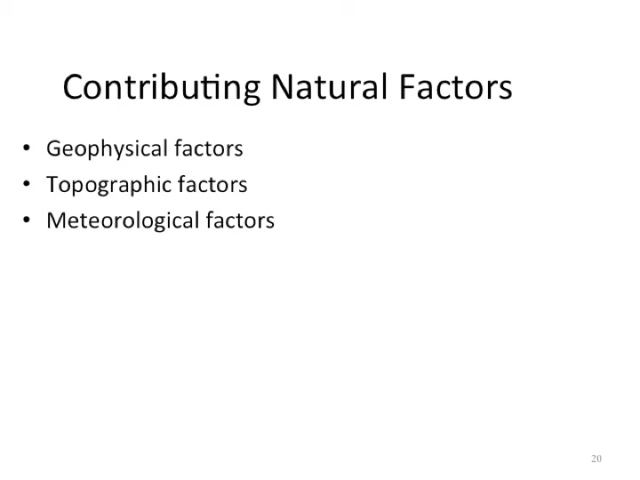 Contributing Natural Factors
• Geophysical factors
• Topographic factors
• Meteorological factors
20